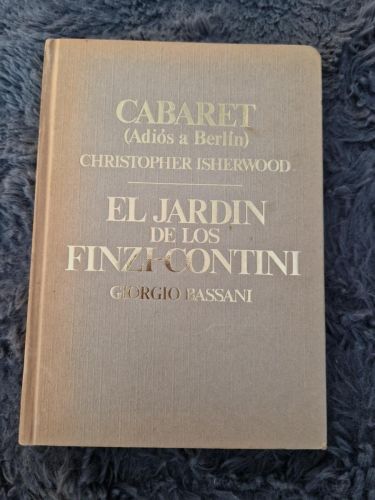 CABARET
(Adiós a Berlín)
CHRISTOPHER ISHERWOOD
EL JARDIN
DE LOS
FINZI-CONTINI
GIORGIO BASSANI